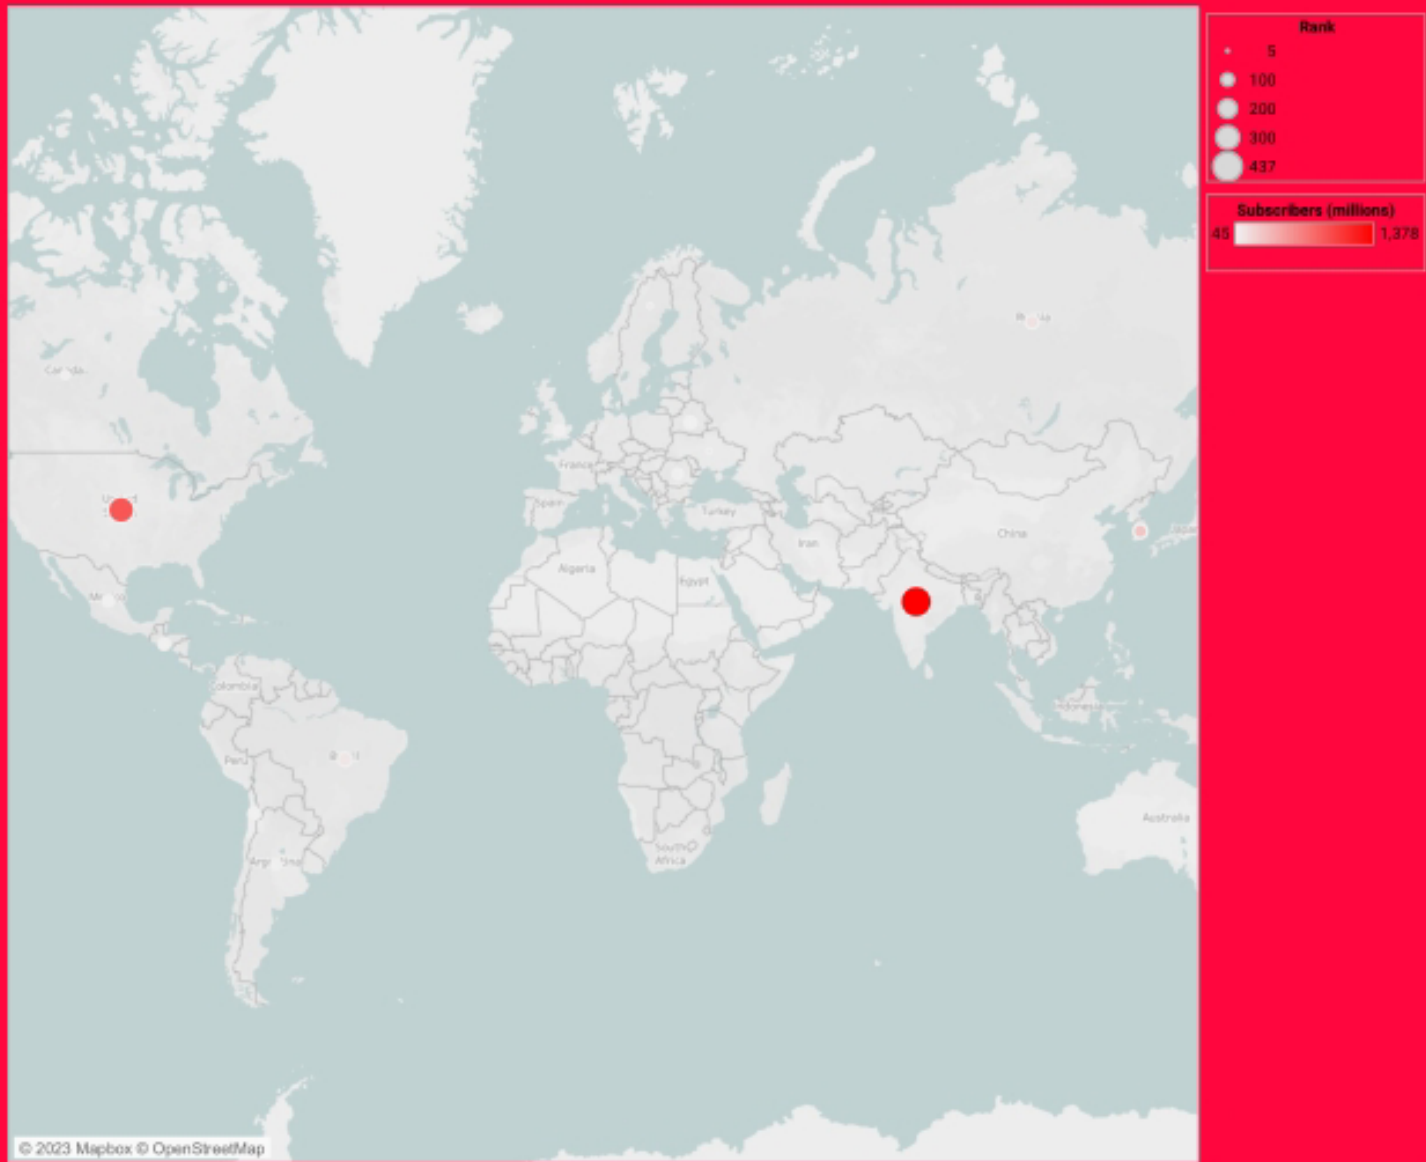 Rank
5
100
200
300
437
Subscribers (millions)
45 1,378
Canada
France
Spain
Turkey
Iran
China
Algeria
Egypt
Colombia
Peru
Indonesia
Australia
South
Africa
© 2023 Mapbox © OpenStreetMap